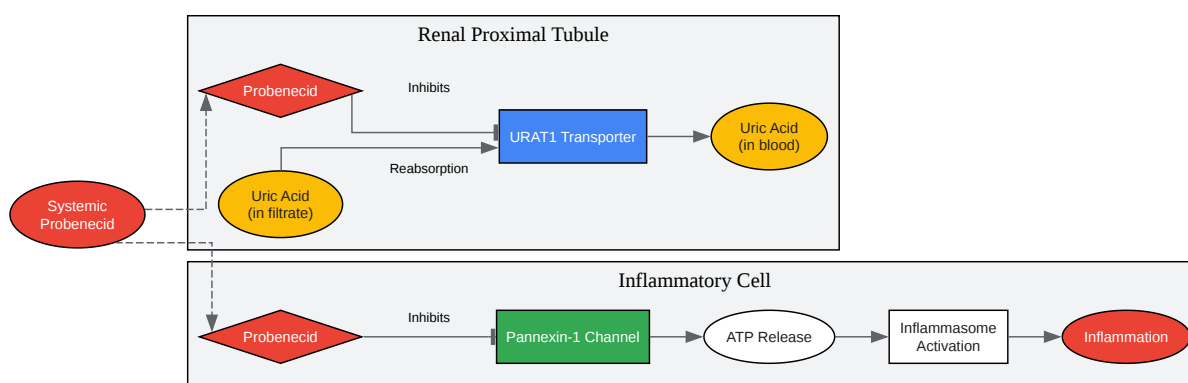 Renal Proximal Tubule
Probenecid
Inhibits
URAT1 Transporter
Uric Acid
(in blood)
Reabsorption
Uric Acid
(in filtrate)
Systemic
Probenecid
Inflammatory Cell
Probenecid
Inhibits
Pannexin-1 Channel
ATP Release
Inflammasome
Activation
Inflammation